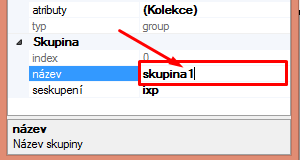 atributy (Kolekce)
typ group
Skupina
index 0
název skupina1
seskupení ixp
název
Název skupiny